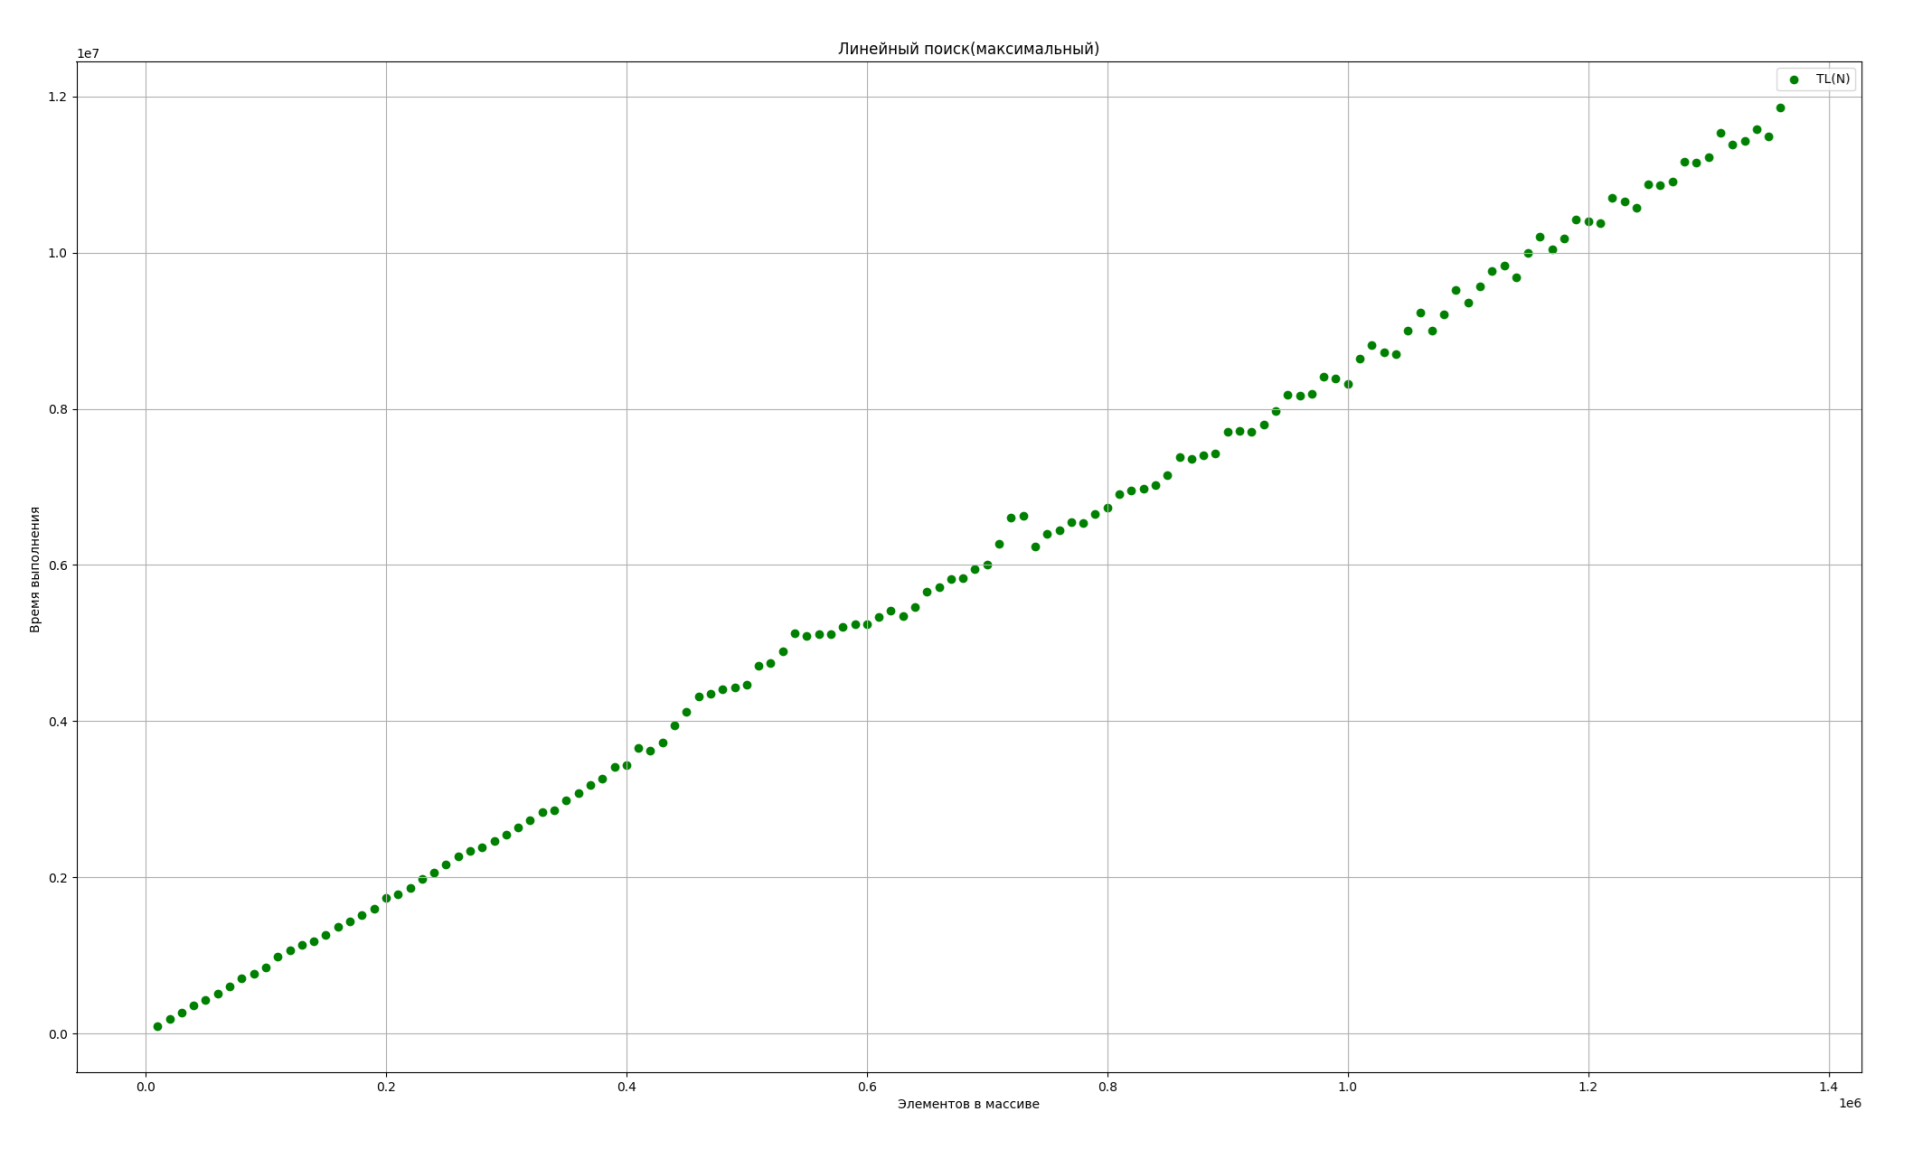 Линейный поиск(максимальный)
1e7
TL(N)
1.2
1.0
0.8
0.6
0.4
0.2
0.0
Время выполнения
0.0 0.2 0.4 0.6 0.8 1.0 1.2 1.4
1e6
Элементов в массиве